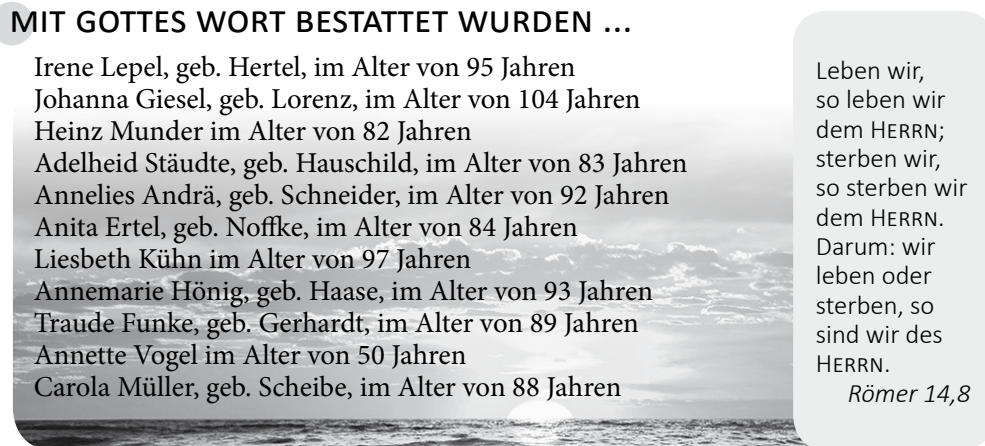 MIT GOTTES WORT BESTATTET WURDEN ...
Irene Lepel, geb. Hertel, im Alter von 95 Jahren
Johanna Giesel, geb. Lorenz, im Alter von 104 Jahren
Heinz Munder im Alter von 82 Jahren
Adelheid Stäudte, geb. Hauschild, im Alter von 83 Jahren
Annelies Andrä, geb. Schneider, im Alter von 92 Jahren
Anita Ertel, geb. Noffke, im Alter von 84 Jahren
Liesbeth Kühn im Alter von 97 Jahren
Annemarie Hönig, geb. Haase, im Alter von 93 Jahren
Traude Funke, geb. Gerhardt, im Alter von 89 Jahren
Annette Vogel im Alter von 50 Jahren
Carola Müller, geb. Scheibe, im Alter von 88 Jahren
Leben wir,
so leben wir
dem HERRN;
sterben wir,
so sterben wir
dem HERRN.
Darum: wir
leben oder
sterben, so
sind wir des
HERRN.
Römer 14,8